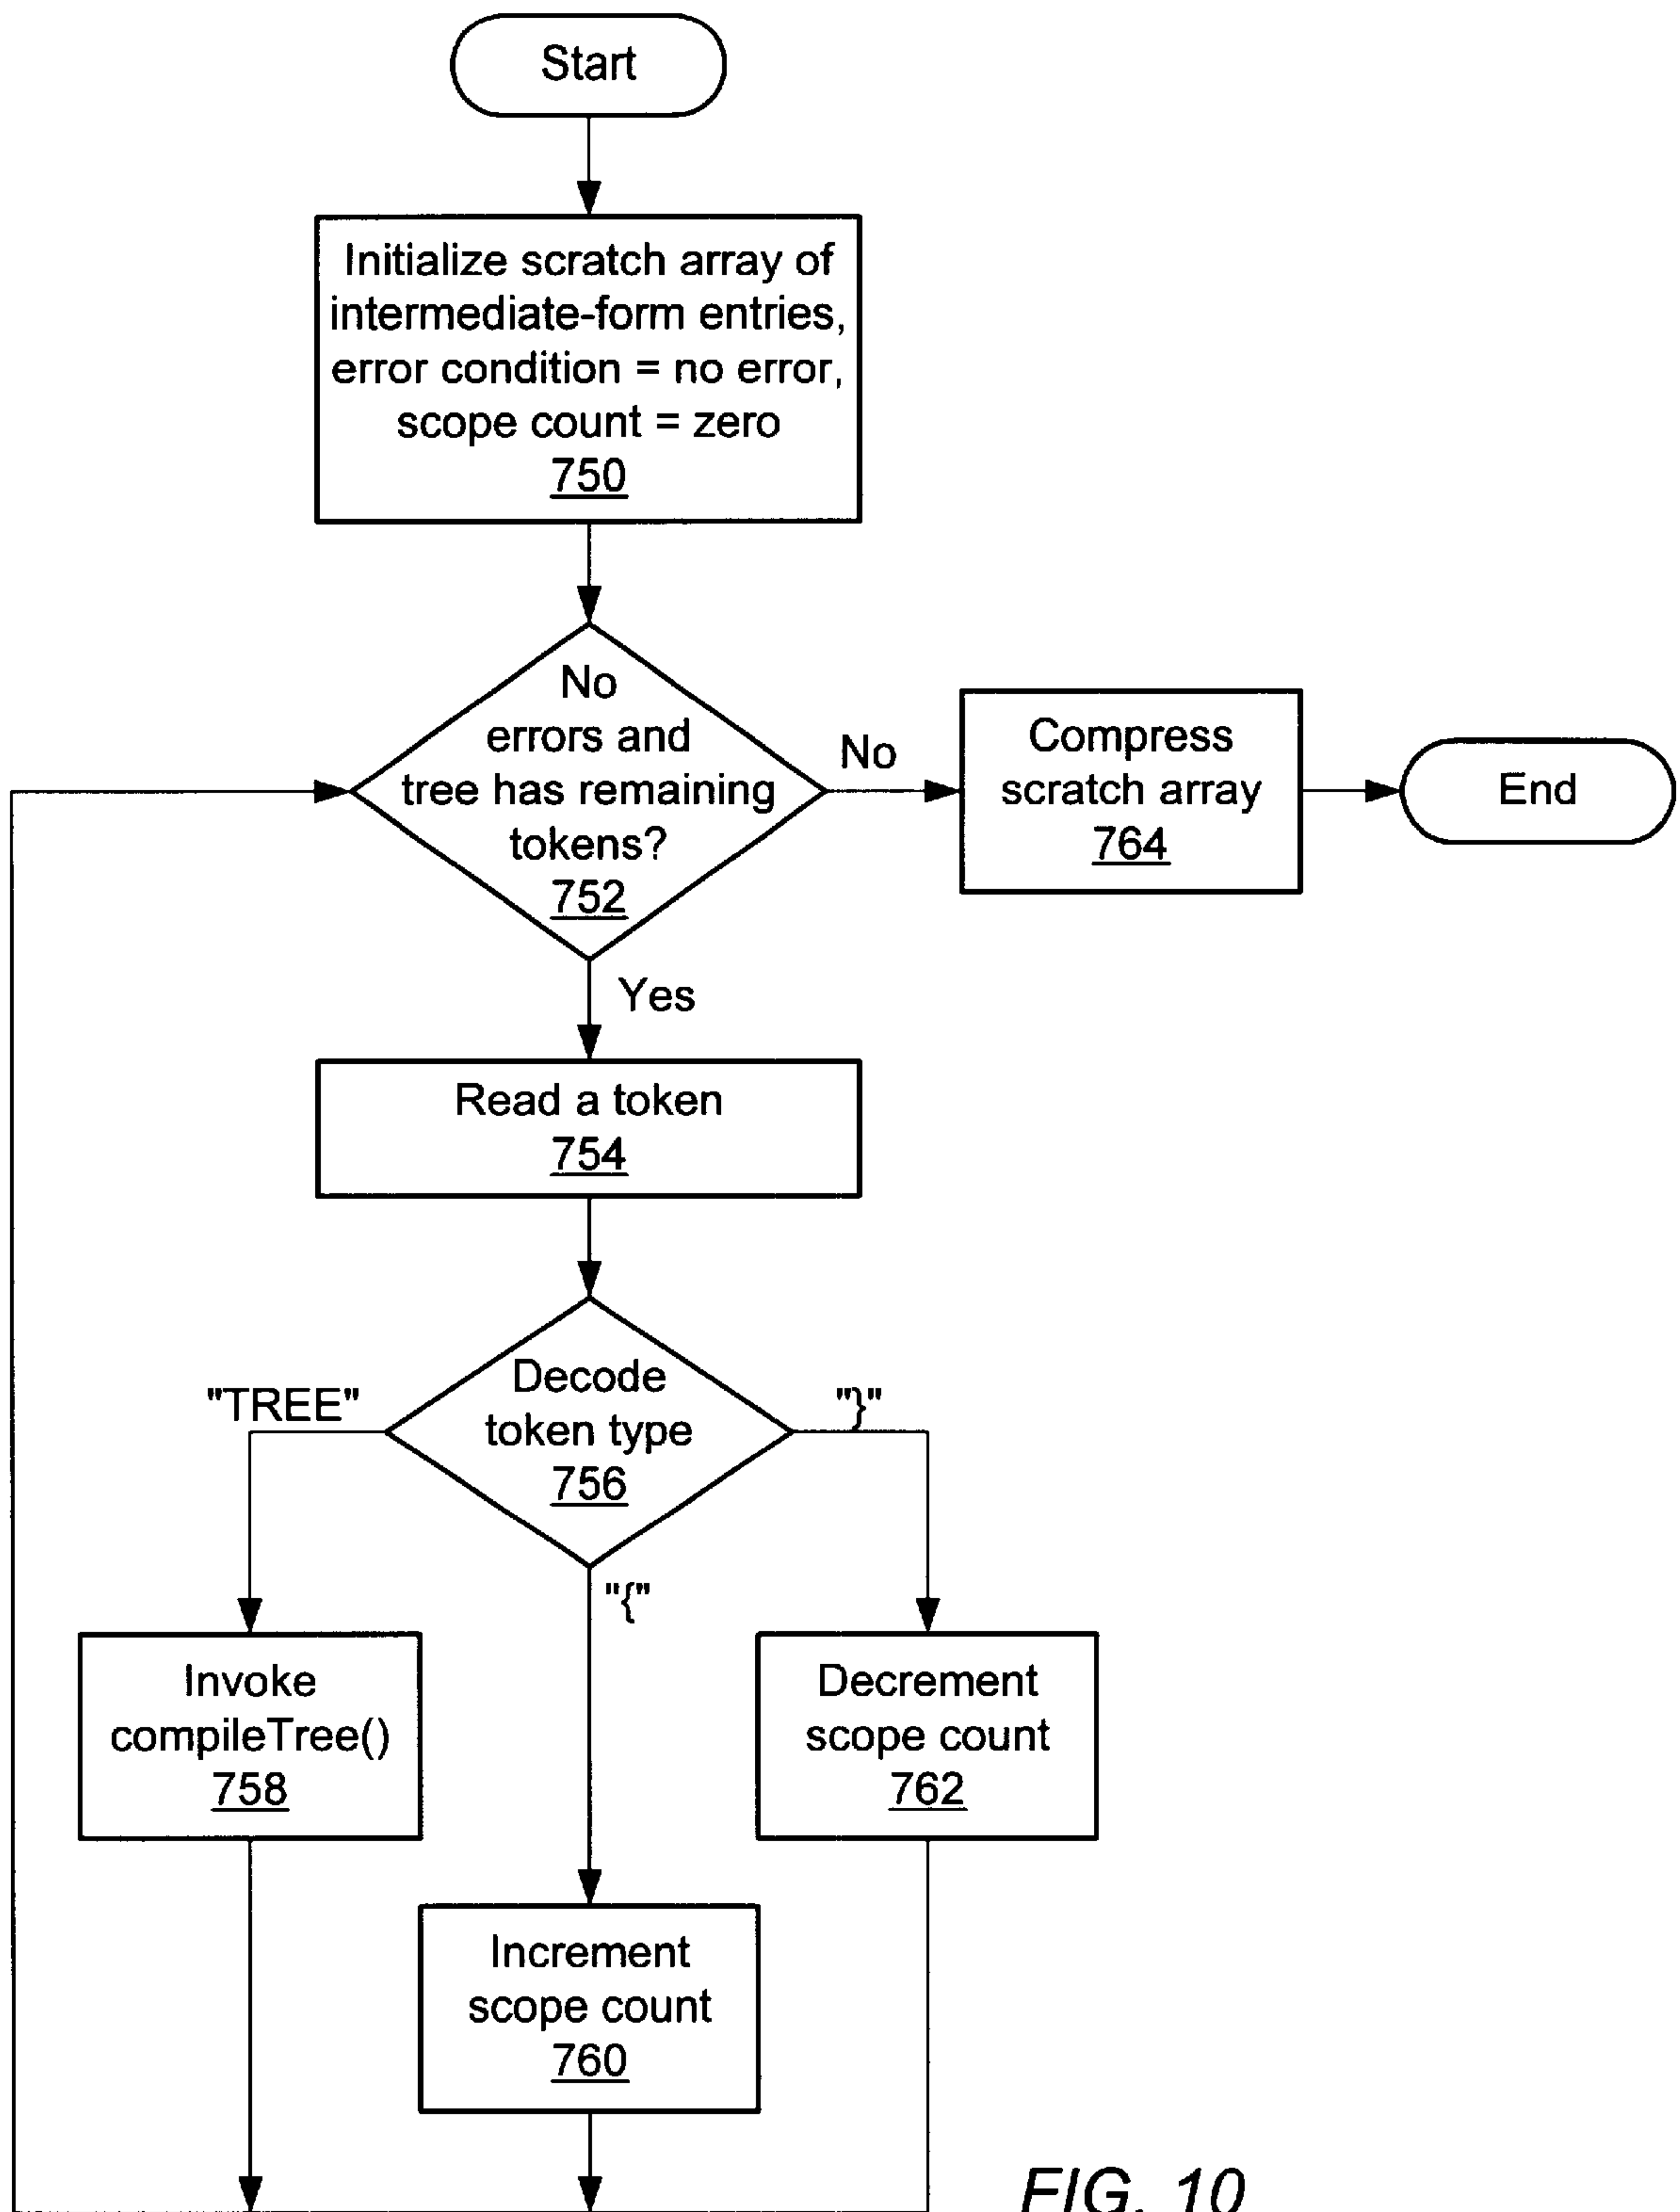 Start
Initialize scratch array of
intermediate-form entries,
error condition = no error,
scope count = zero
750
No
errors and
tree has remaining
tokens?
752
No
Compress
scratch array
764
End
Yes
Read a token
754
Decode
token type
756
"TREE"
"}"
"{"
Invoke
compileTree()
758
Decrement
scope count
762
Increment
scope count
760
FIG. 10